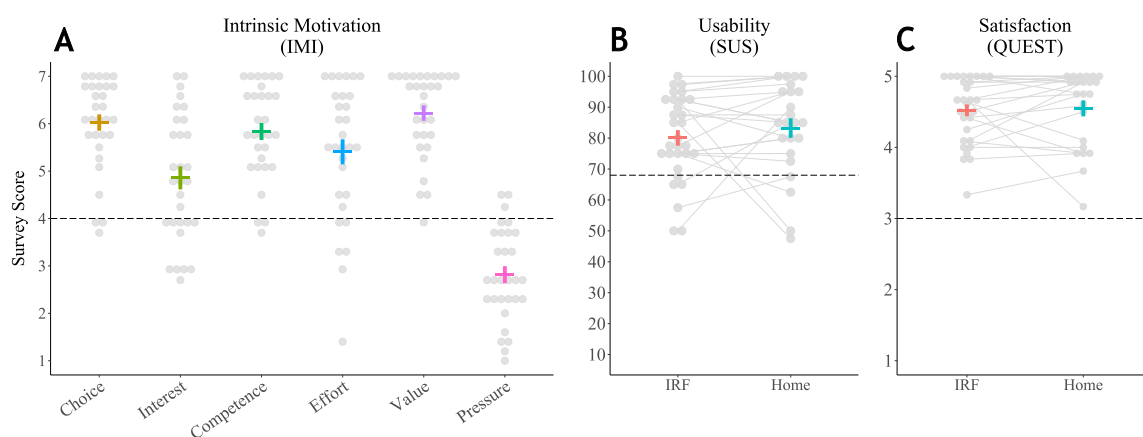 A
Intrinsic Motivation
(IMI)
Survey Score
7
6
5
4
3
2
1
Choice
Interest
Competence
Effort
Value
Pressure
B
Usability
(SUS)
100
90
80
70
60
50
40
30
20
10
IRF
Home
C
Satisfaction
(QUEST)
5
4
3
2
1
IRF
Home